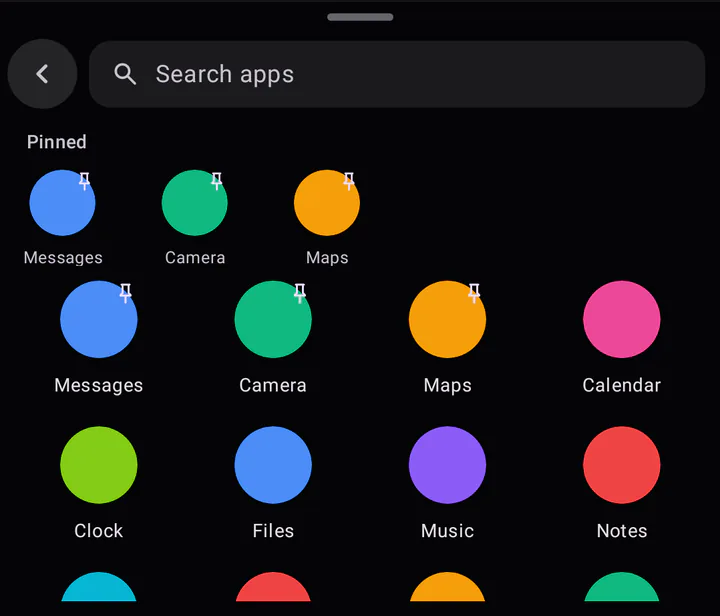 Search apps
Pinned
Messages Camera Maps
Messages Camera Maps Calendar
Clock Files Music Notes